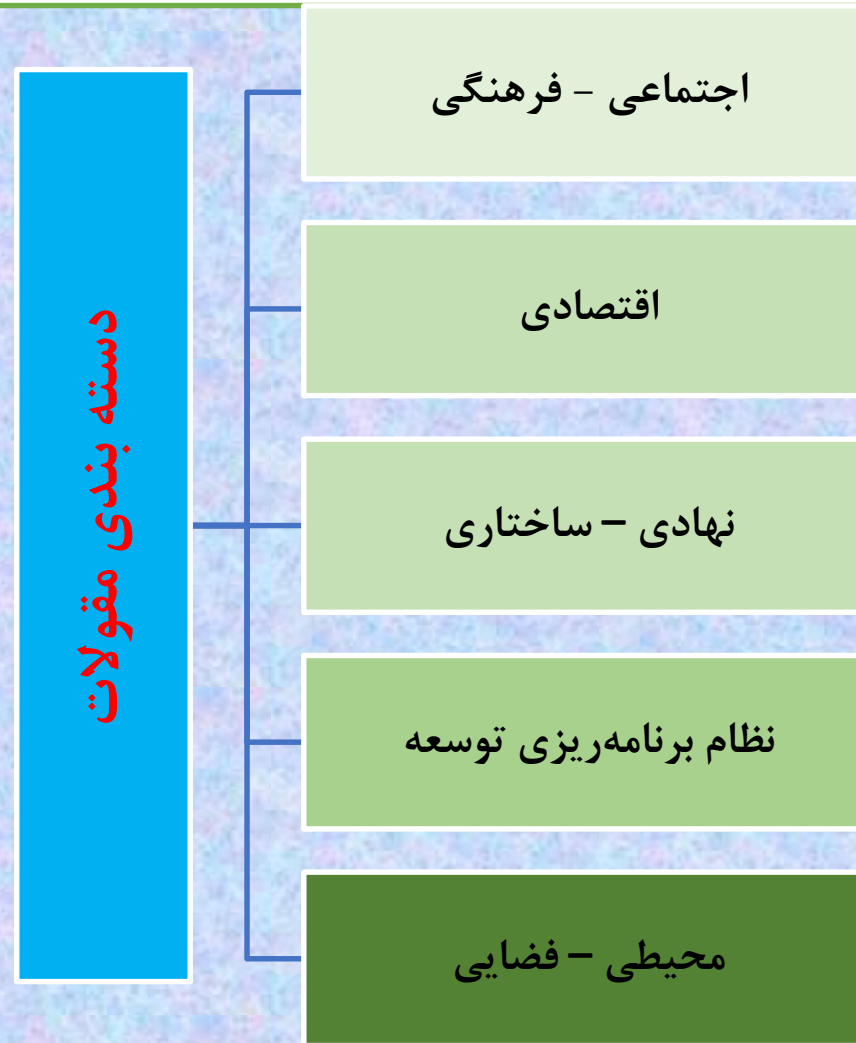 دسته بندی مقولات
اجتماعی - فرهنگی
اقتصادی
نهادی – ساختاری
نظام برنامه‌ریزی توسعه
محیطی – فضایی